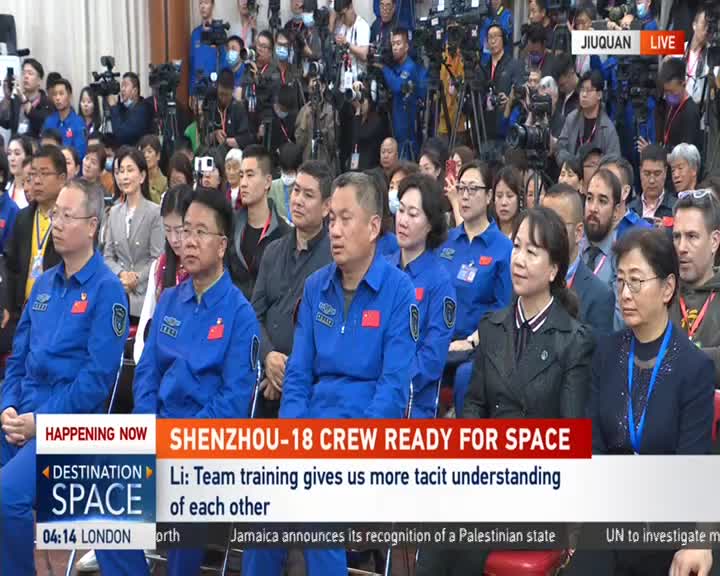 JIUQUAN LIVE
HAPPENING NOW
SHENZHOU-18 CREW READY FOR SPACE
DESTINATION
SPACE
Li: Team training gives us more tacit understanding
of each other
04:14 LONDON
orth Jamaica announces its recognition of a Palestinian state UN to investigate m